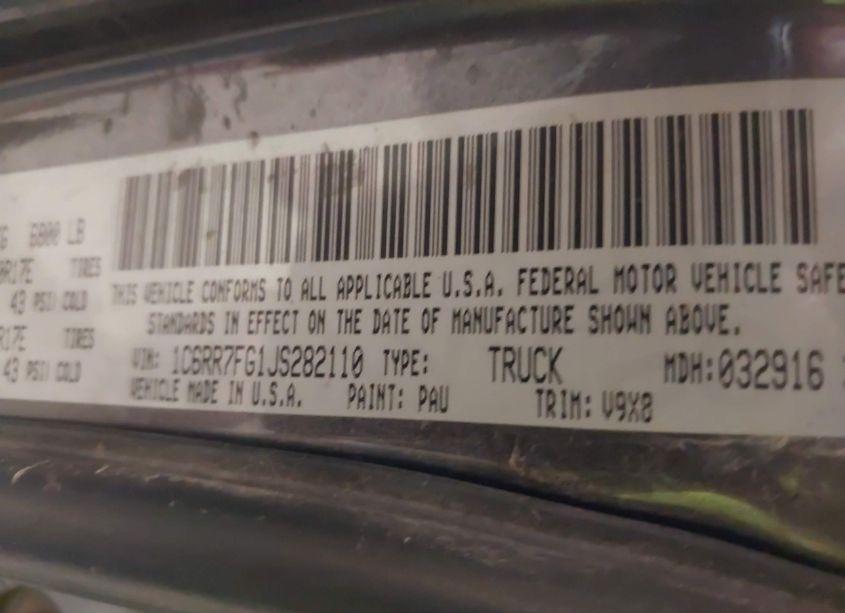 6800 LB
R17E TIRES
43 PSI/COLD
R17E TIRES
43 PSI/COLD
THIS VEHICLE CONFORMS TO ALL APPLICABLE U.S.A. FEDERAL MOTOR VEHICLE SAFE
STANDARDS IN EFFECT ON THE DATE OF MANUFACTURE SHOWN ABOVE.
VIN: 1C6RR7FG1JS282110 TYPE: TRUCK MDH:032916
VEHICLE MADE IN U.S.A. PAINT: PAU TRIM: V9X8